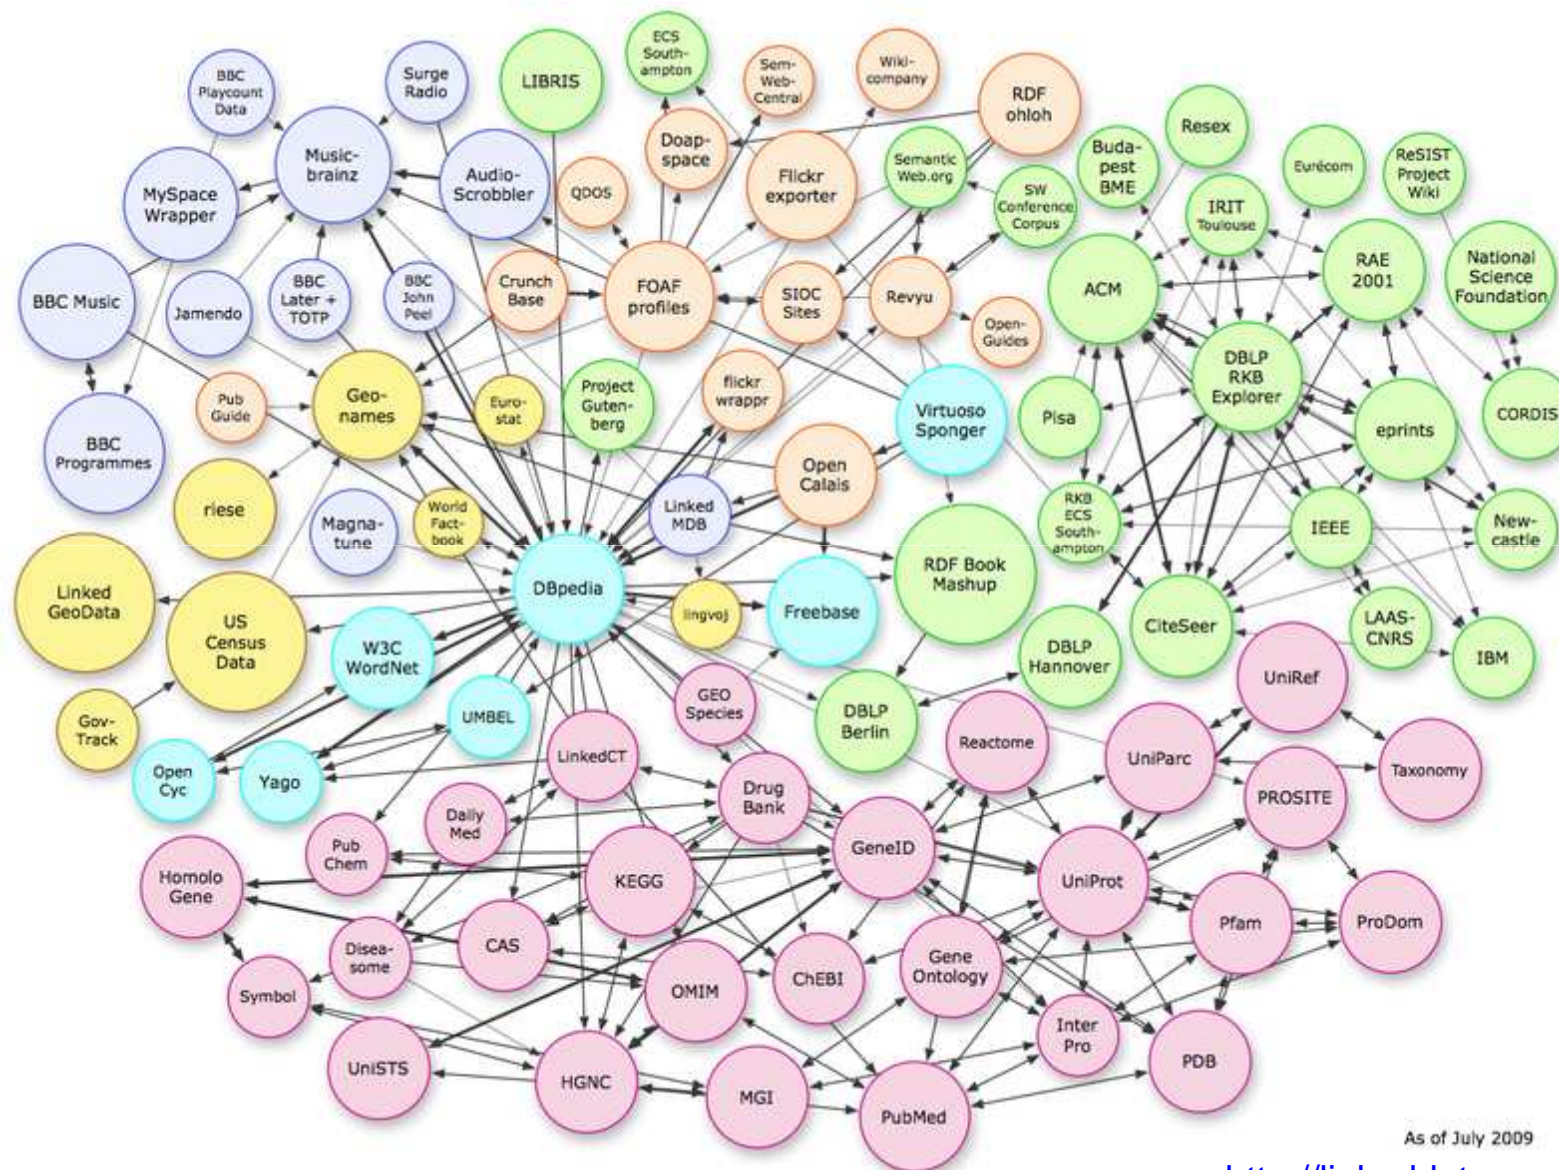 BBC
Playcount
Data
Surge
Radio
LIBRIS
ECS
South-
ampton
Sem-
Web-
Central
Wiki-
company
RDF
ohloh
Music-
brainz
Audio-
Scrobbler
MySpace
Wrapper
QDOS
Doap-
space
Flickr
exporter
Semantic
Web.org
SW
Conference
Corpus
Buda-
pest
BME
Resex
Eurécom
ReSIST
Project
Wiki
IRIT
Toulouse
BBC Music
Jamendo
BBC
Later +
TOTP
BBC
John
Peel
Crunch
Base
FOAF
profiles
SIOC
Sites
Revyu
Open-
Guides
ACM
RAE
2001
National
Science
Foundation
BBC
Programmes
Pub
Guide
Geo-
names
Euro-
stat
Project
Guten-
berg
flickr
wrappr
Virtuoso
Sponger
Pisa
DBLP
RKB
Explorer
eprints
CORDIS
riese
Magna-
tune
World
Fact-
book
Linked
MDB
Open
Calais
RKB
ECS
South-
ampton
IEEE
New-
castle
Linked
GeoData
US
Census
Data
W3C
WordNet
DBpedia
lingvoj
Freebase
RDF Book
Mashup
DBLP
Hannover
CiteSeer
LAAS-
CNRS
IBM
Gov-
Track
Open
Cyc
Yago
UMBEL
LinkedCT
GEO
Species
DBLP
Berlin
Reactome
UniParc
UniRef
Taxonomy
PROSITE
Pub
Chem
Daily
Med
Drug
Bank
Homolo
Gene
KEGG
GeneID
UniProt
Pfam
ProDom
Symbol
Disea-
some
CAS
OMIM
ChEBI
Gene
Ontology
Inter
Pro
PDB
UniSTS
HGNC
MGI
PubMed
As of July 2009